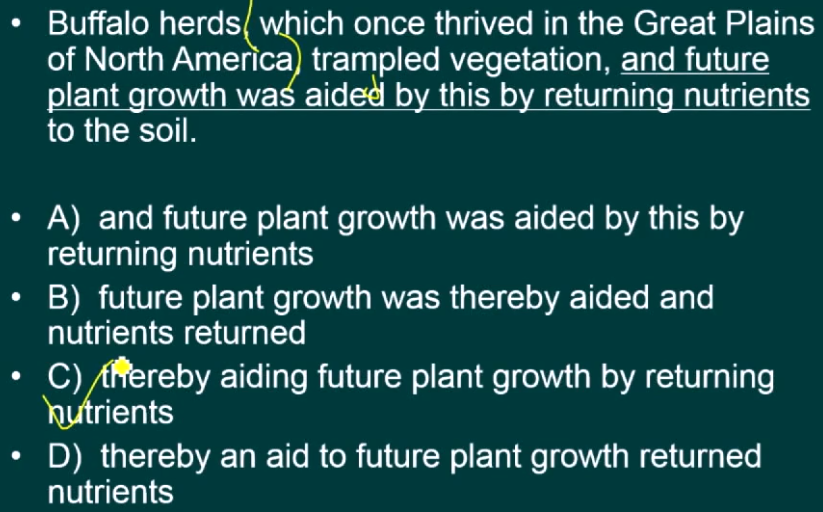 • Buffalo herds, which once thrived in the Great Plains
of North America, trampled vegetation, and future
plant growth was aided by this by returning nutrients
to the soil.
• A) and future plant growth was aided by this by
returning nutrients
• B) future plant growth was thereby aided and
nutrients returned
• C) thereby aiding future plant growth by returning
nutrients
• D) thereby an aid to future plant growth returned
nutrients